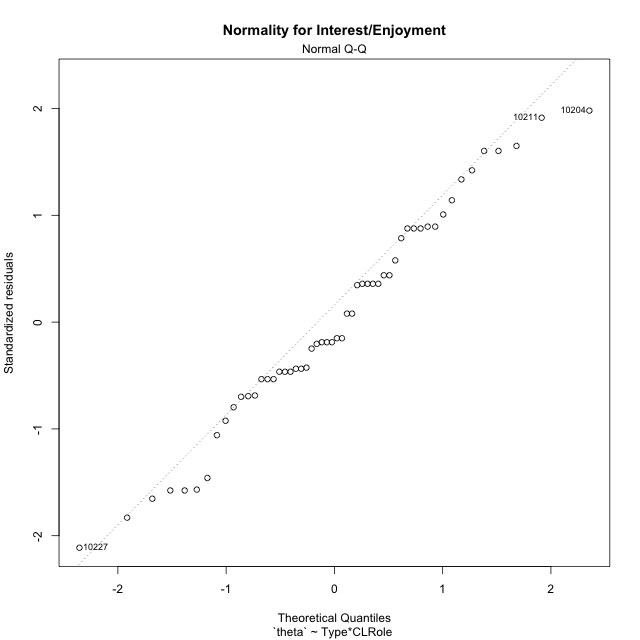 Normality for Interest/Enjoyment
Normal Q-Q
Standardized residuals
2
1
0
-1
-2
10211
10204
10227
-2
-1
0
1
2
Theoretical Quantiles
`theta` ~ Type*CLRole